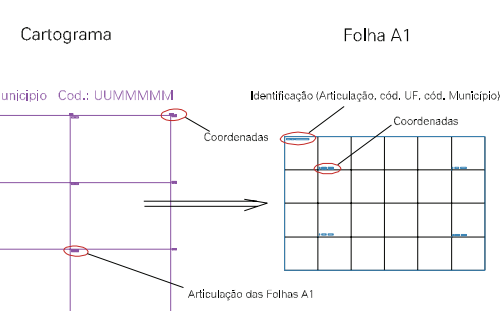 Cartograma
Folha A1
unicipio Cod.: UUMMMMM
Identificação (Articulação, cód. UF, cód. Município)
Coordenadas
Coordenadas
Articulação das Folhas A1